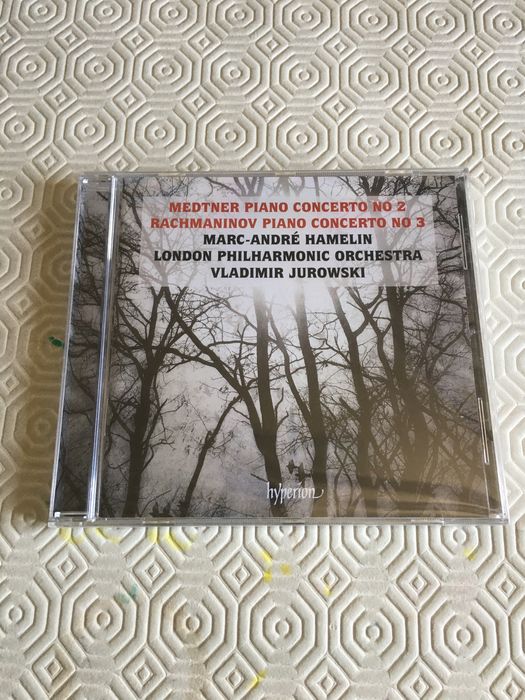 MEDTNER PIANO CONCERTO NO 2
RACHMANINOV PIANO CONCERTO NO 3
MARC-ANDRÉ HAMELIN
LONDON PHILHARMONIC ORCHESTRA
VLADIMIR JUROWSKI
hyperion